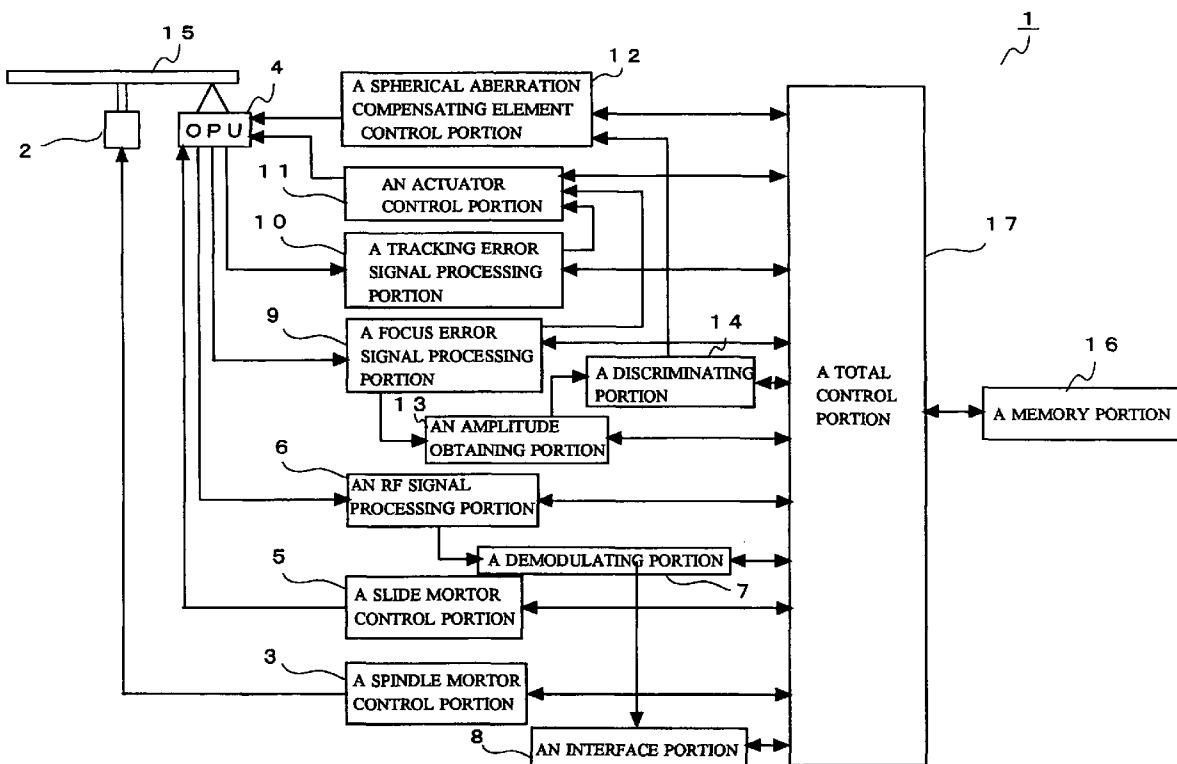 1
15
12
4
A SPHERICAL ABERRATION
COMPENSATING ELEMENT
CONTROL PORTION
OPU
2
11
AN ACTUATOR
CONTROL PORTION
10
A TRACKING ERROR
SIGNAL PROCESSING
PORTION
17
9
A FOCUS ERROR
SIGNAL PROCESSING
PORTION
14
A DISCRIMINATING
PORTION
A TOTAL
CONTROL
PORTION
16
A MEMORY PORTION
13
AN AMPLITUDE
OBTAINING PORTION
6
AN RF SIGNAL
PROCESSING PORTION
A DEMODULATING PORTION
7
5
A SLIDE MORTOR
CONTROL PORTION
3
A SPINDLE MORTOR
CONTROL PORTION
8
AN INTERFACE PORTION